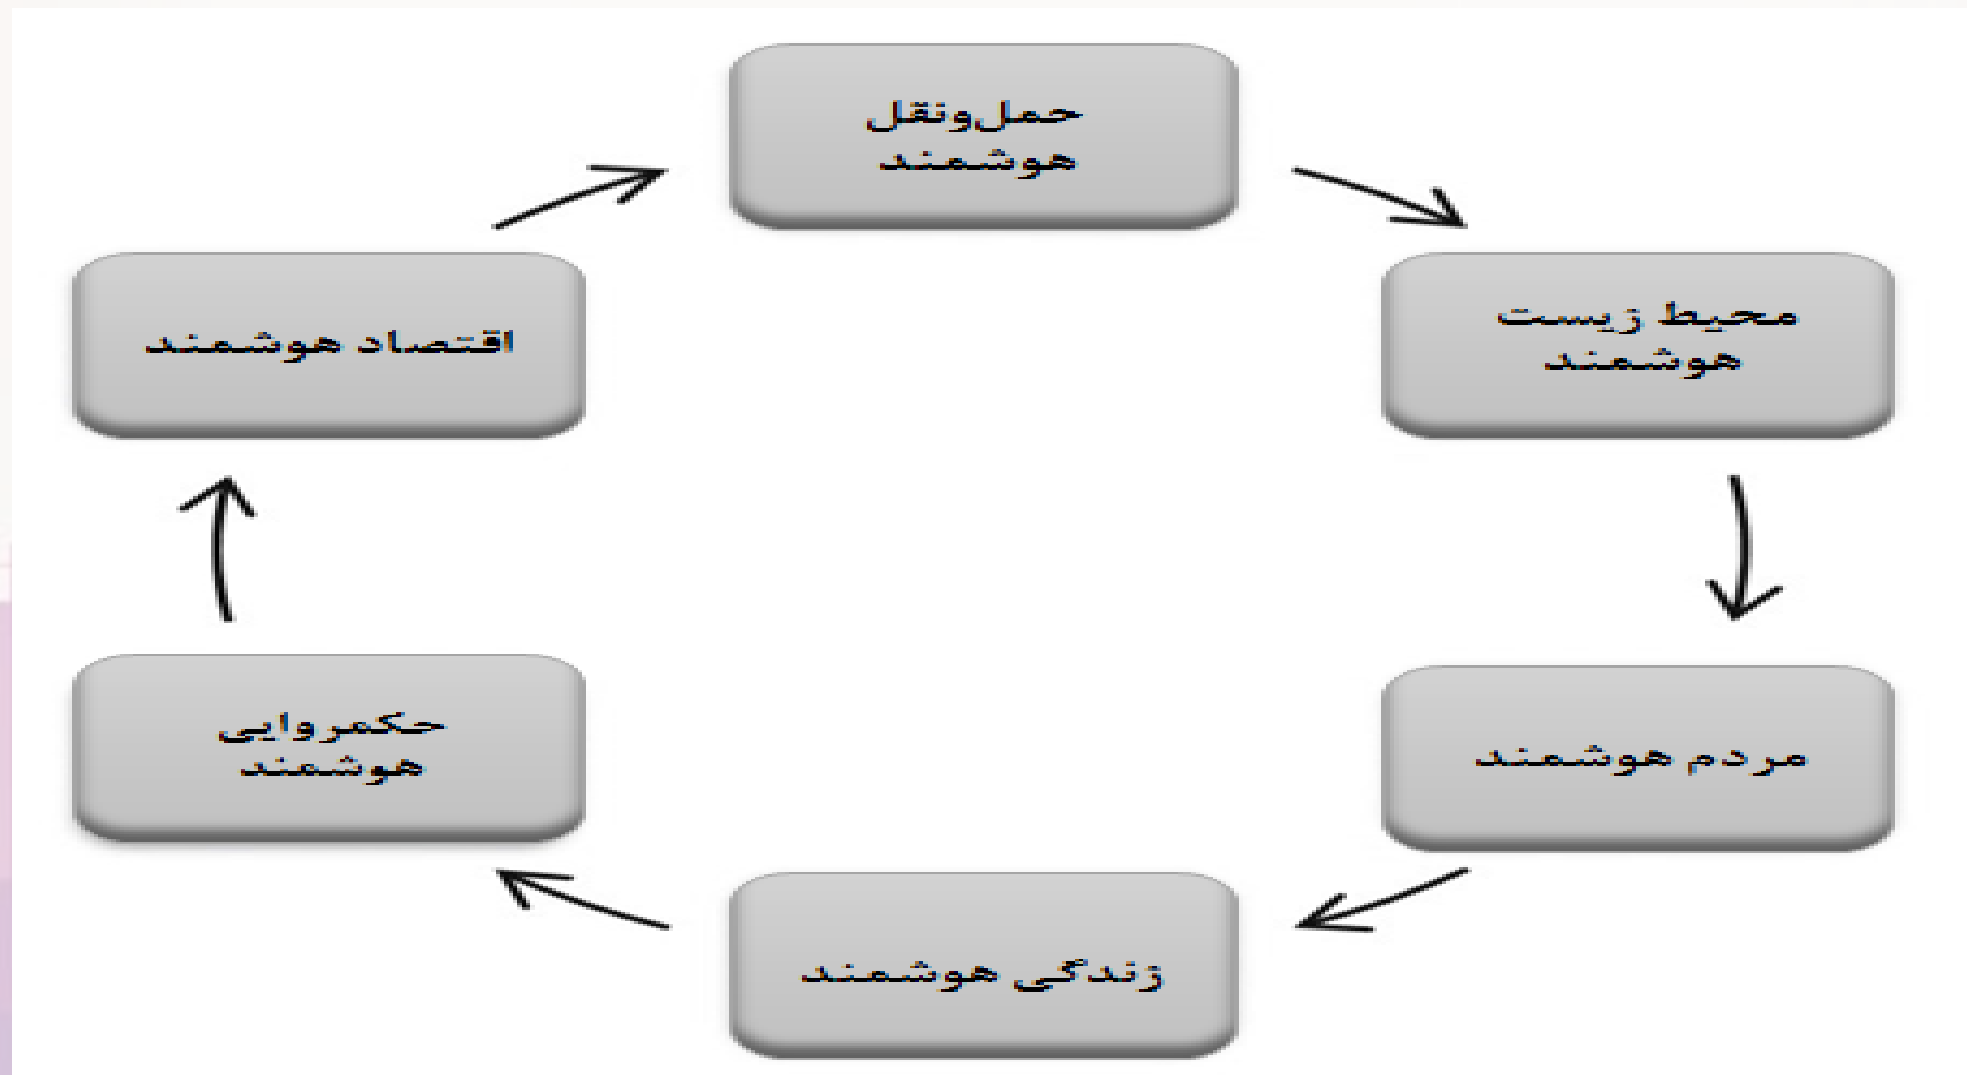 حمل‌ونقل
هوشمند
محیط زیست
هوشمند
مردم هوشمند
زندگی هوشمند
حکمروایی
هوشمند
اقتصاد هوشمند